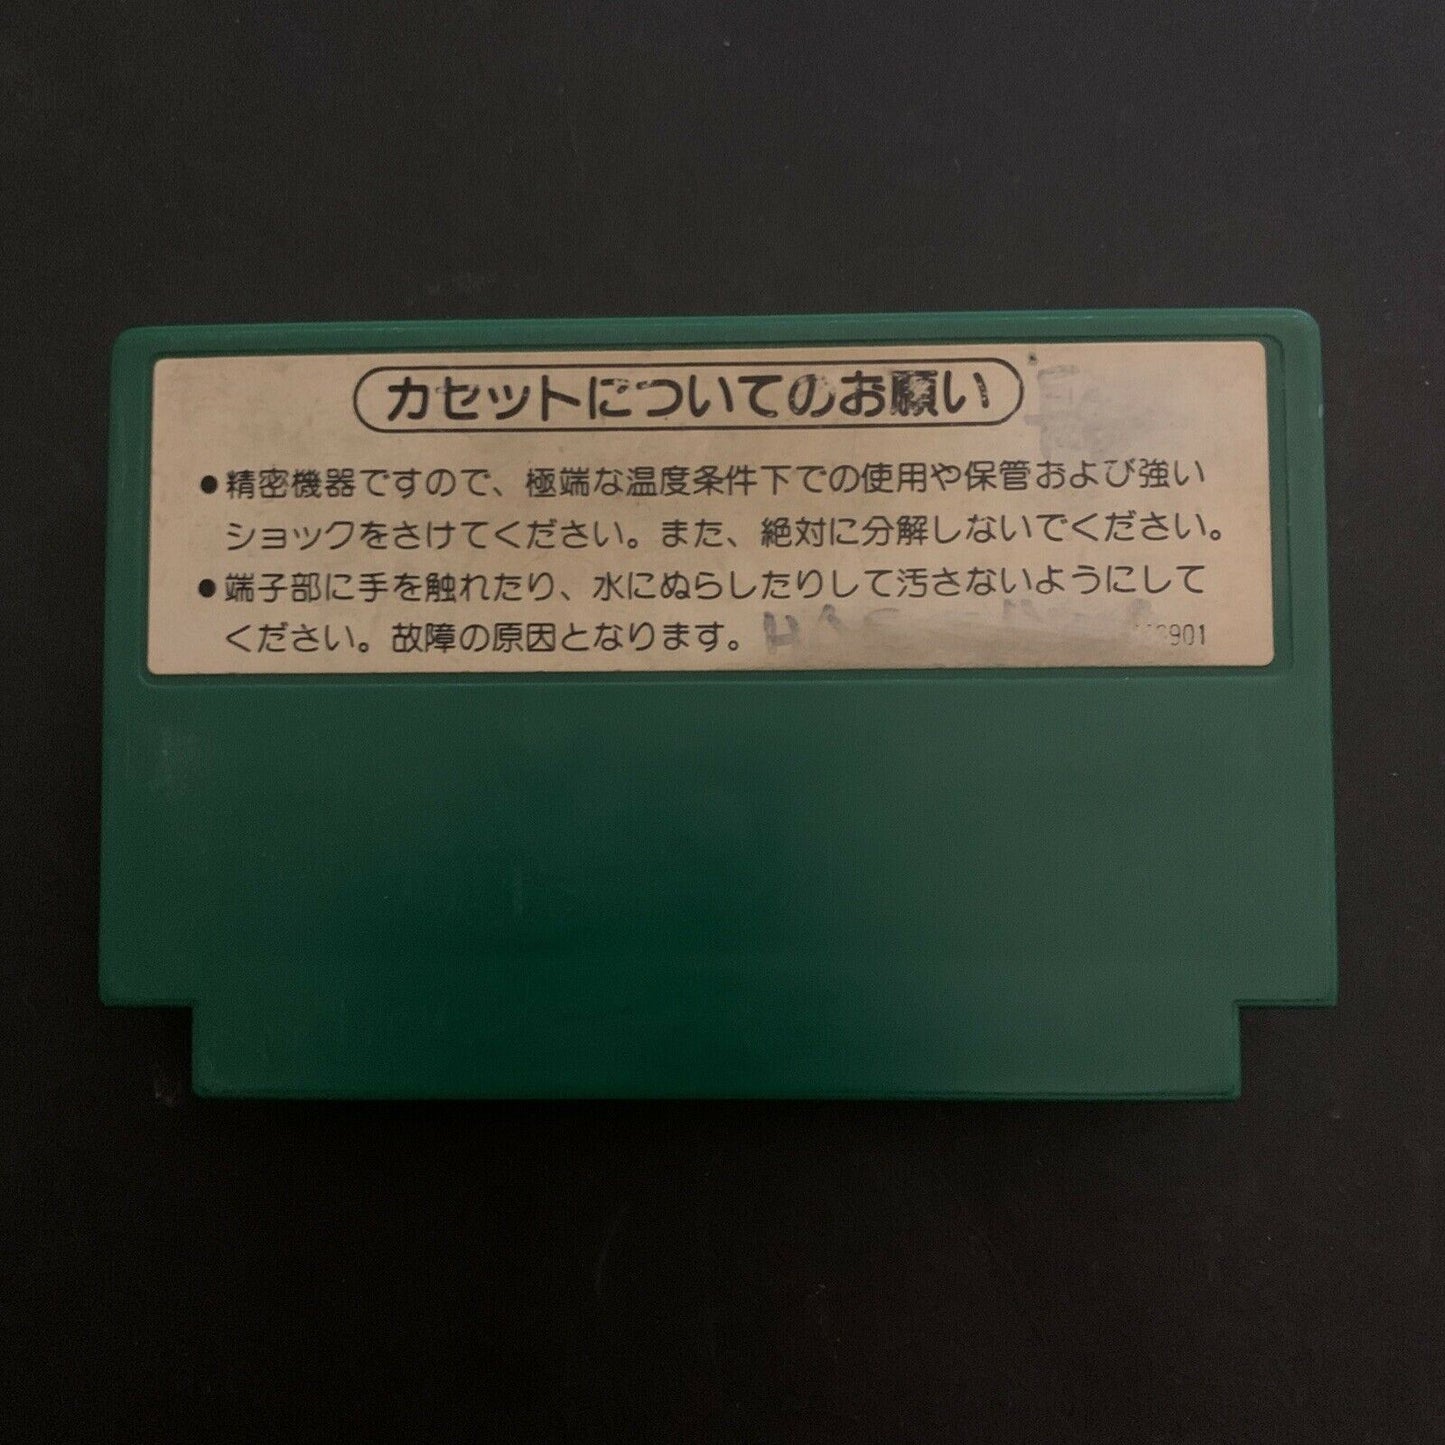 カセットについてのお願い
●精密機器ですので、極端な温度条件下での使用や保管および強い
ショックをさけてください。また、絶対に分解しないでください。
●端子部に手を触れたり、水にぬらしたりして汚さないようにして
ください。故障の原因となります。